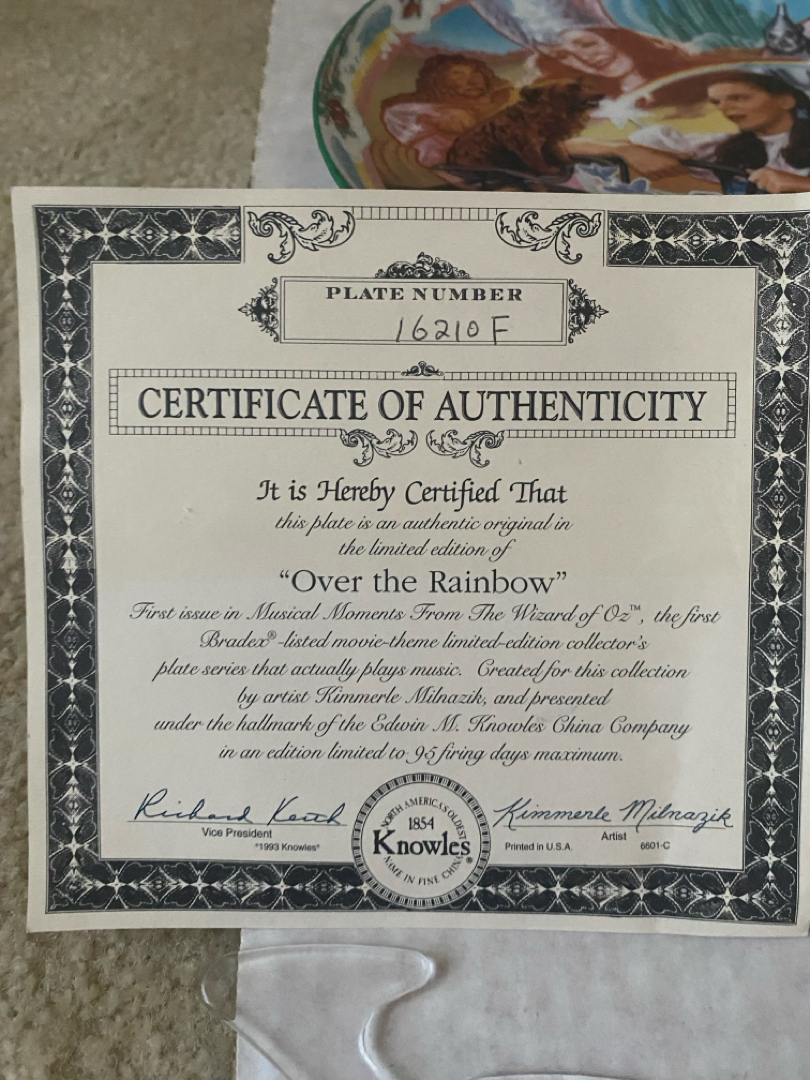 PLATE NUMBER
16210 F
CERTIFICATE OF AUTHENTICITY
It is Hereby Certified That
this plate is an authentic original in
the limited edition of
“Over the Rainbow”
First issue in Musical Moments From The Wizard of Oz™, the first
Bradex®-listed movie-theme limited-edition collector's
plate series that actually plays music. Created for this collection
by artist Kimmerle Milnazik, and presented
under the hallmark of the Edwin M. Knowles China Company
in an edition limited to 95 firing days maximum.
Richard Keith
Vice President
*1993 Knowles*
NORTH AMERICA'S OLDEST
1854
Knowles®
NAME IN FINE CHINA
Kimmerle Milnazik
Artist
Printed in U.S.A. 6601-C